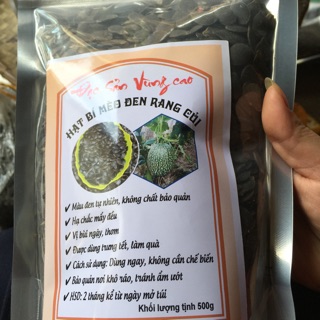 Đặc Sản Vùng cao
HẠT BÍ MÈO ĐEN RANG CỦI
Màu đen tự nhiên, không chất bảo quản
Hạ chắc mẩy đều
Vị bùi ngậy, thơm
Được dùng trưng tết, làm quà
Cách sử dụng: Dùng ngay, không cần chế biến
Bảo quản nơi khô ráo, tránh ẩm ướt
HSD: 2 tháng kể từ ngày mở túi
Khối lượng tịnh 500g